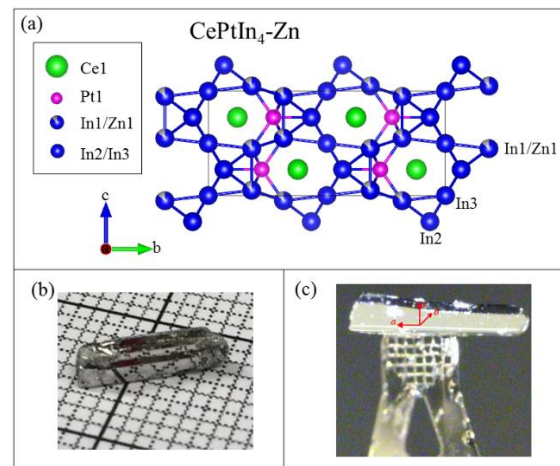 (a)
CePtIn₄-Zn
Ce1
Pt1
In1/Zn1
In2/In3
In1/Zn1
In3
In2
c
a
b
(b)
(c)
a